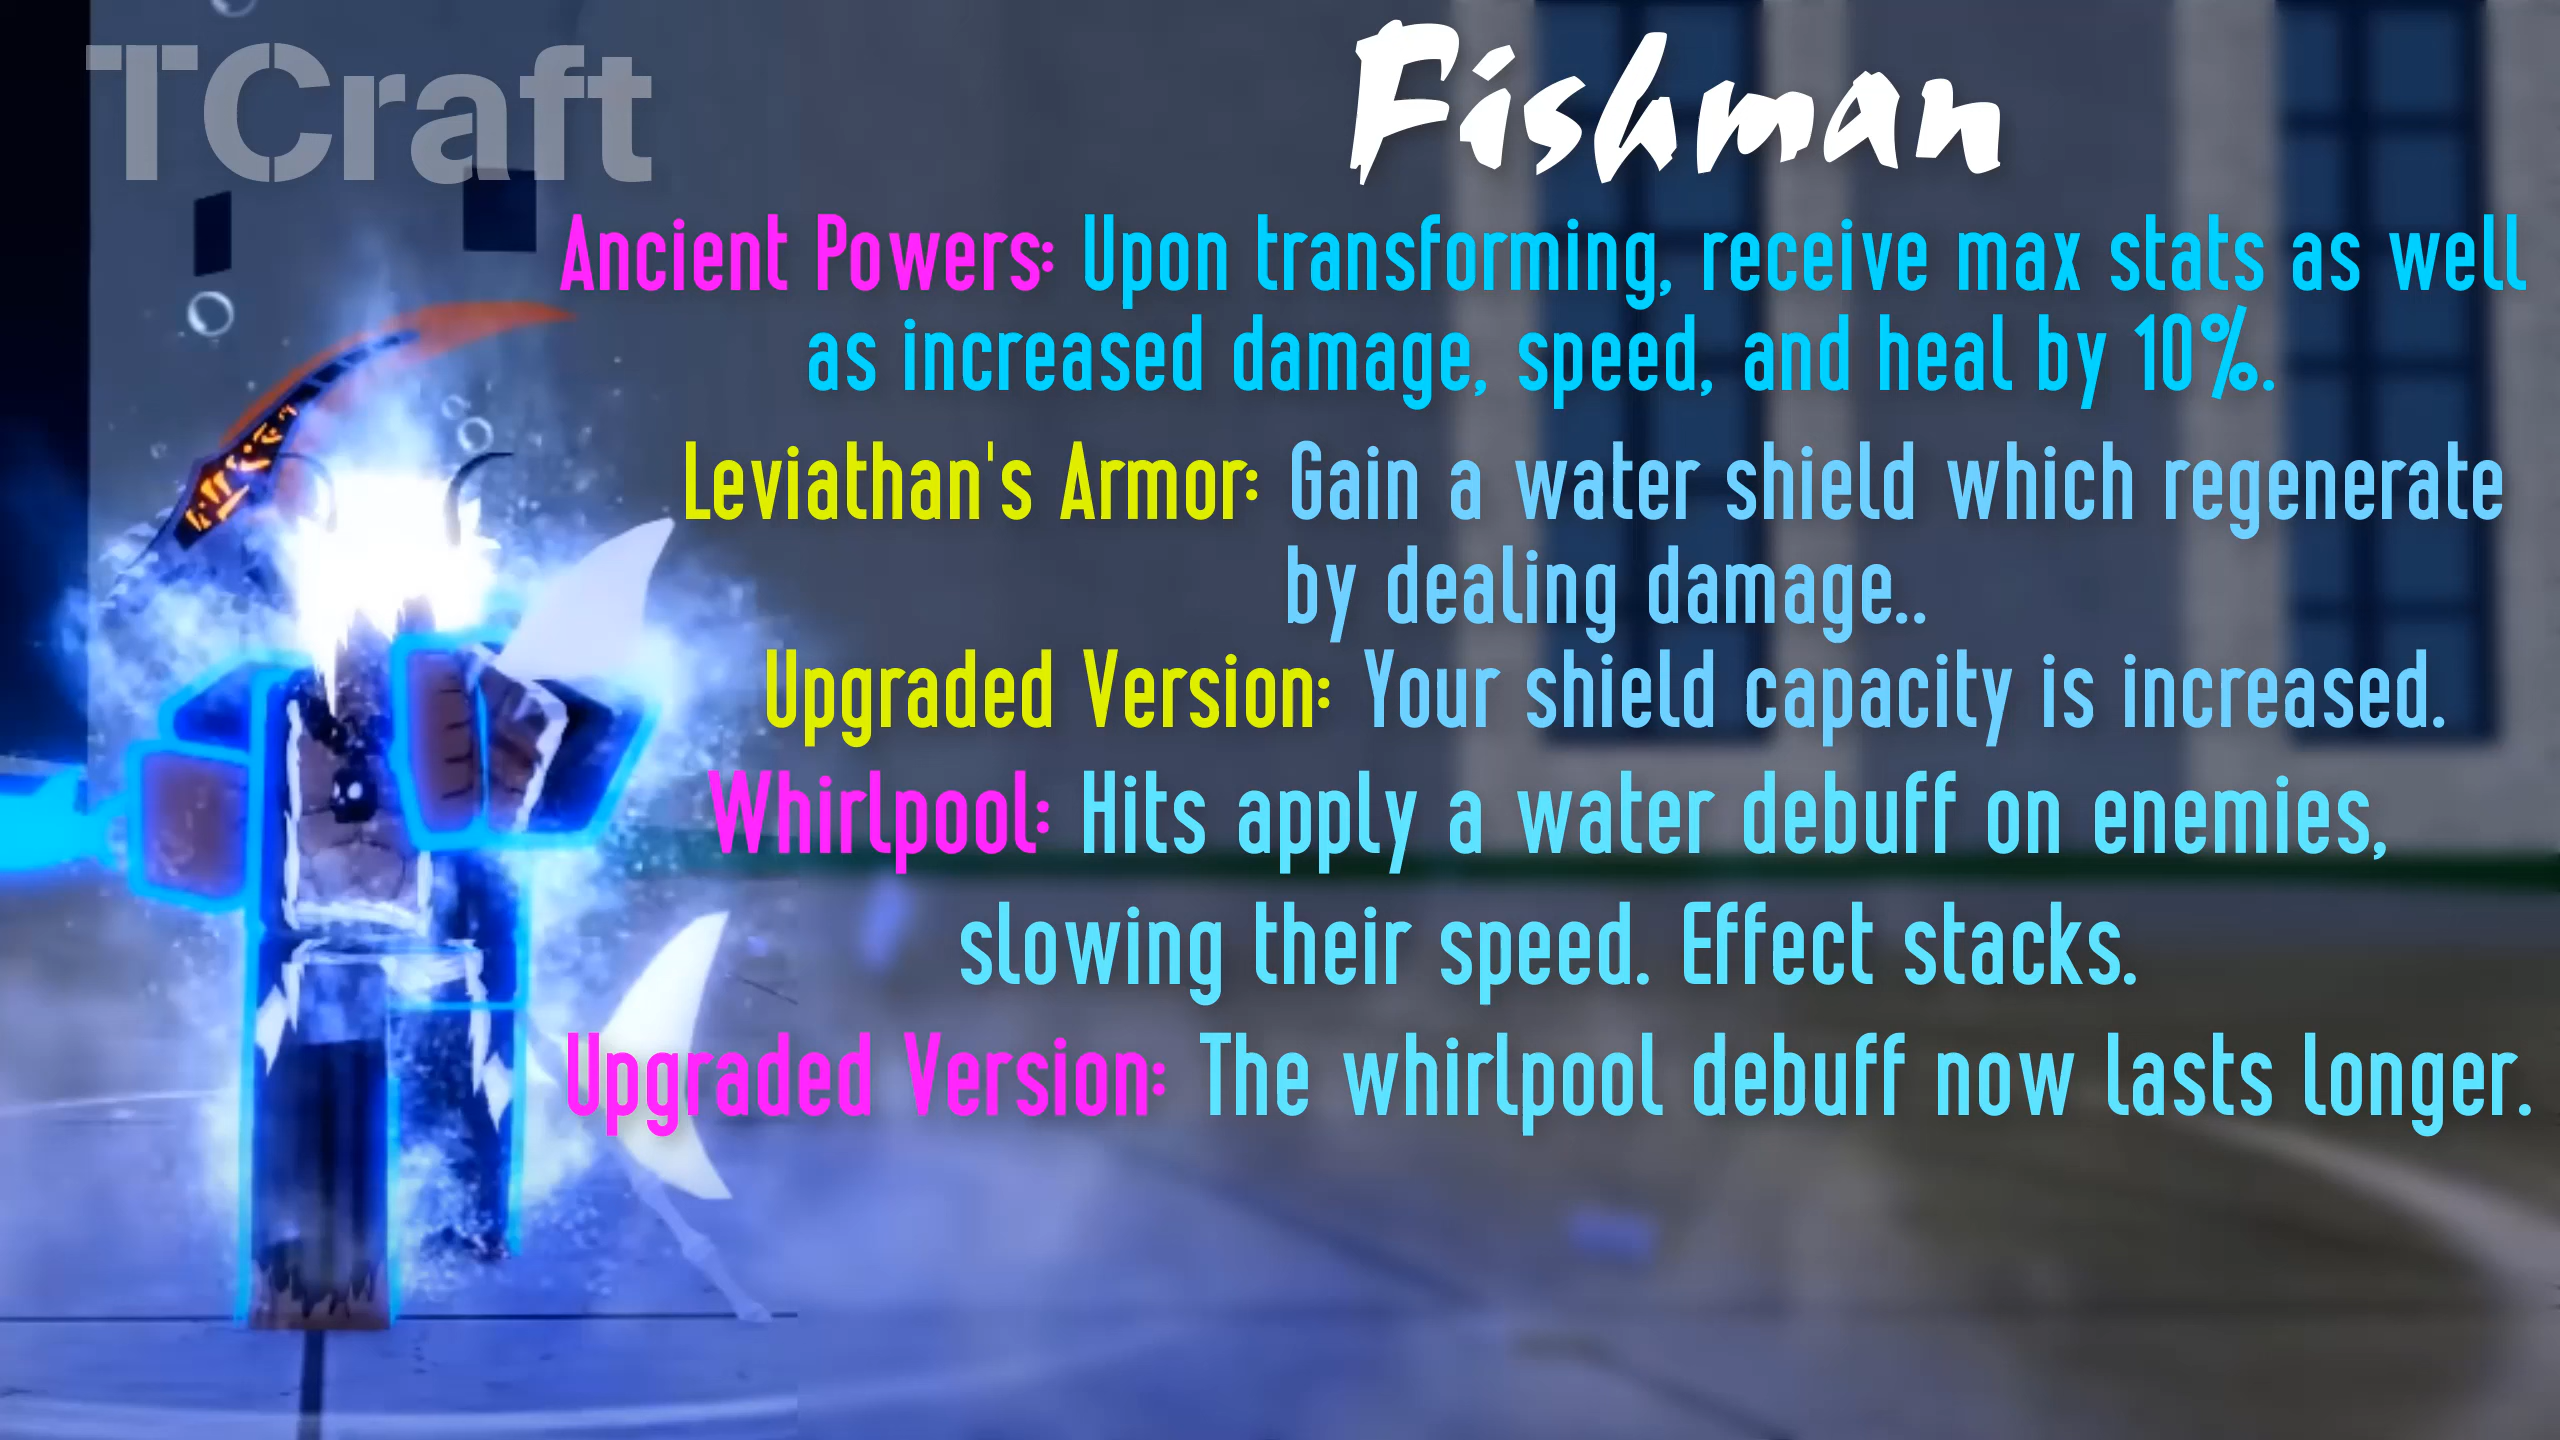 TCraft
Fishman
Ancient Powers: Upon transforming, receive max stats as well
as increased damage, speed, and heal by 10%.
Leviathan's Armor: Gain a water shield which regenerate
by dealing damage..
Upgraded Version: Your shield capacity is increased.
Whirlpool: Hits apply a water debuff on enemies,
slowing their speed. Effect stacks.
Upgraded Version: The whirlpool debuff now lasts longer.